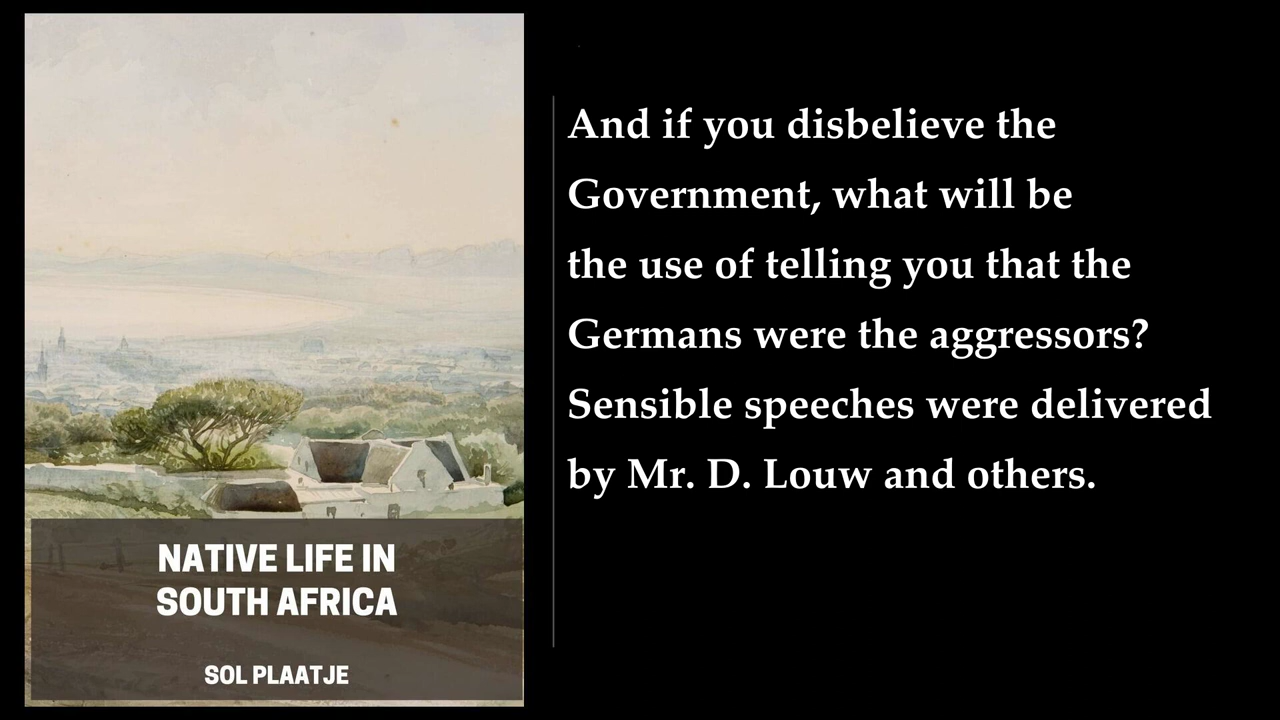 NATIVE LIFE IN
SOUTH AFRICA
SOL PLAATJE
And if you disbelieve the
Government, what will be
the use of telling you that the
Germans were the aggressors?
Sensible speeches were delivered
by Mr. D. Louw and others.